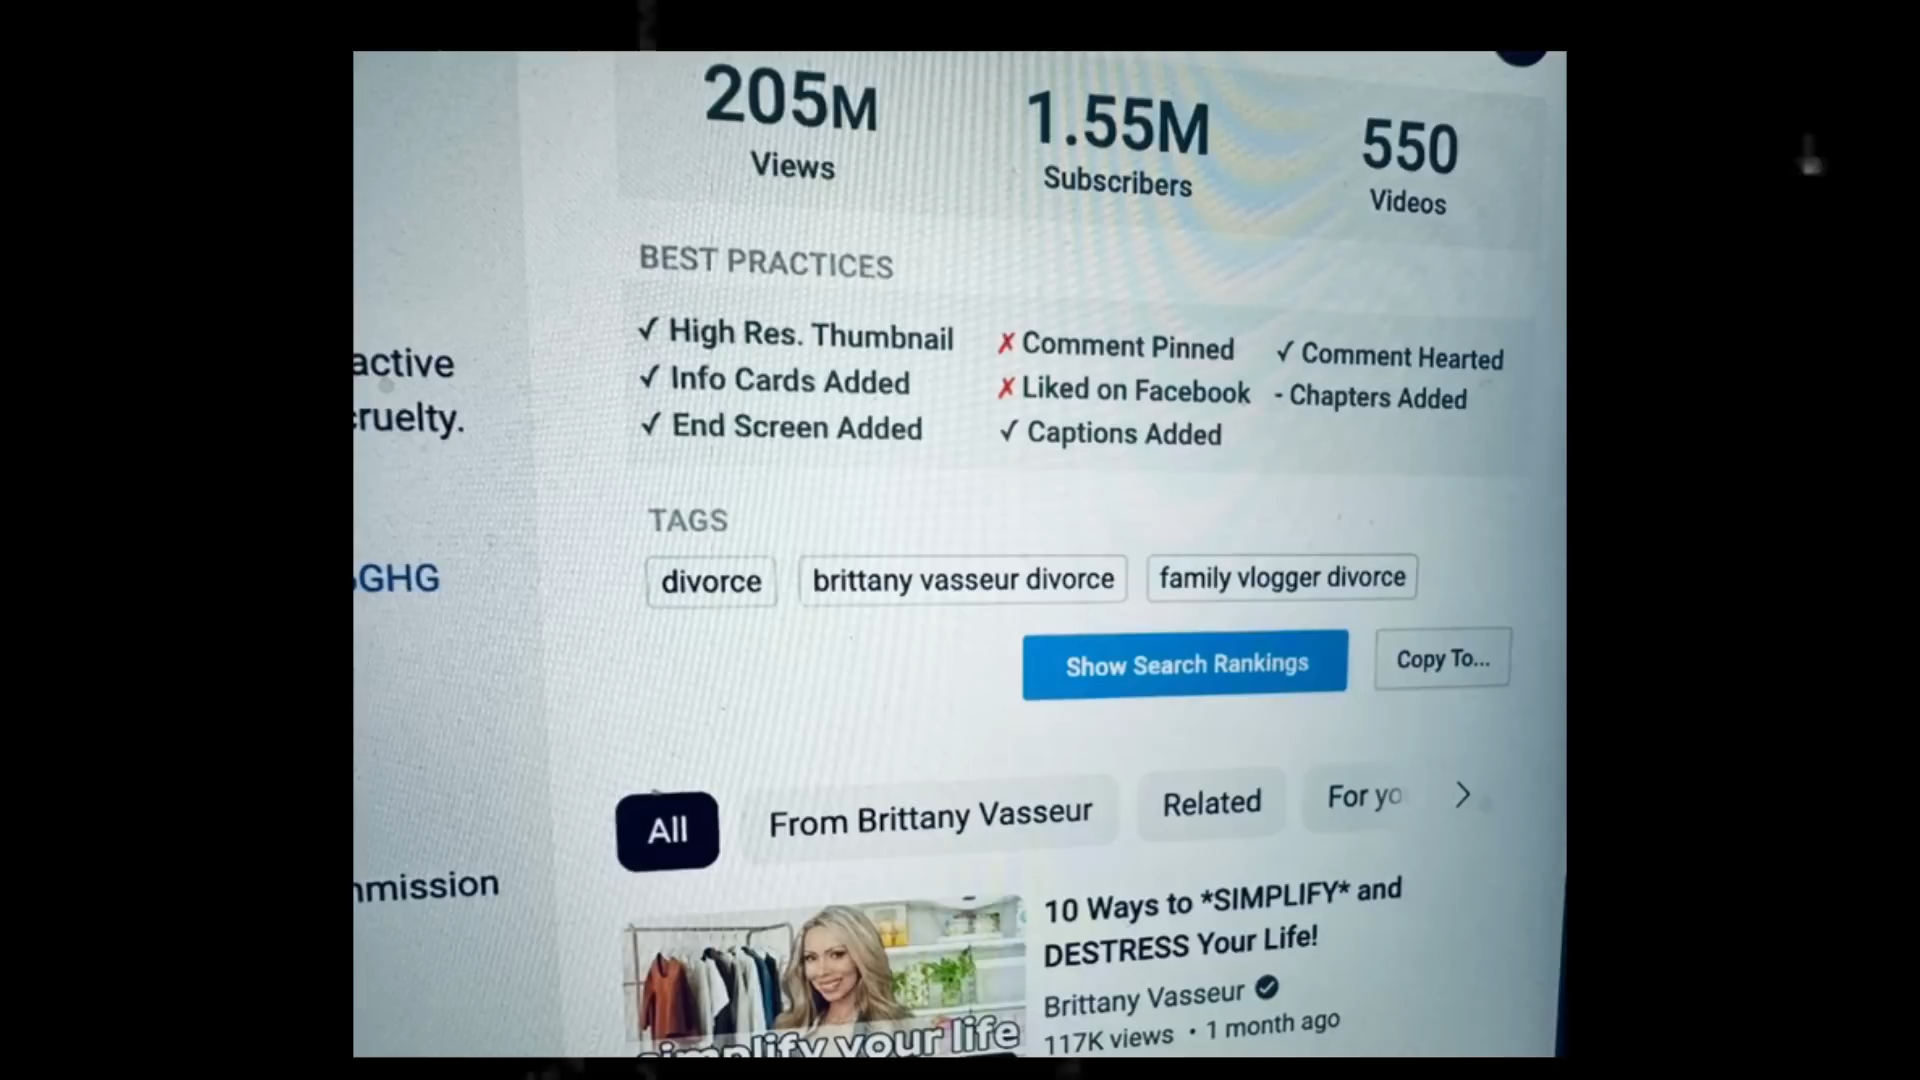 205M
Views
1.55M
Subscribers
550
Videos
BEST PRACTICES
✓ High Res. Thumbnail
✗ Comment Pinned
✓ Comment Hearted
✓ Info Cards Added
✗ Liked on Facebook
- Chapters Added
✓ End Screen Added
✓ Captions Added
active
ruelty.
TAGS
divorce
brittany vasseur divorce
family vlogger divorce
GHG
Show Search Rankings
Copy To...
All
From Brittany Vasseur
Related
For yo
mission
10 Ways to *SIMPLIFY* and
DESTRESS Your Life!
Brittany Vasseur
117K views • 1 month ago
simplify your life